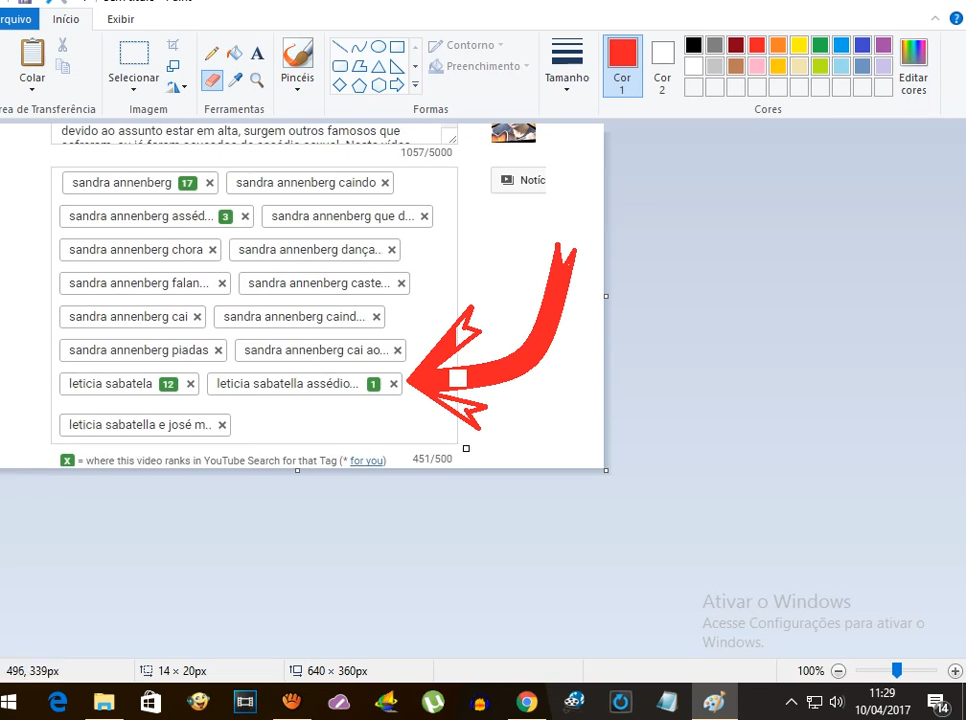 Arquivo Início Exibir
Colar
Selecionar
Pincéis
Contorno
Preenchimento
Tamanho
Cor
1
Cor
2
Editar
cores
Área de Transferência Imagem Ferramentas Formas Cores
devido ao assunto estar em alta, surgem outros famosos que
1057/5000
sandra annenberg 17 × sandra annenberg caindo ×
Notíc
sandra annenberg asséd... 3 × sandra annenberg que d... ×
sandra annenberg chora × sandra annenberg dança... ×
sandra annenberg falan... × sandra annenberg caste... ×
sandra annenberg cai × sandra annenberg caind... ×
sandra annenberg piadas × sandra annenberg cai ao... ×
leticia sabatela 12 × leticia sabatella assédio... 1 ×
leticia sabatella e josé m.. ×
x = where this video ranks in YouTube Search for that Tag (* for you) 451/500
Ativar o Windows
Acesse Configurações para ativar o
Windows.
496, 339px 14 × 20px 640 × 360px 100%
11:29
10/04/2017
14